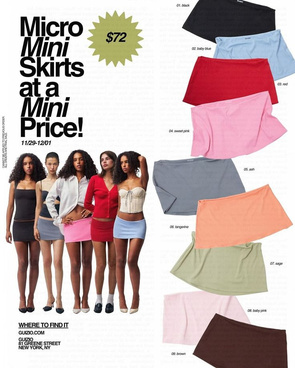 Micro
Mini
Skirts
at a
Mini
Price!
11/29-12/01
$72
01. black
02. baby blue
03. red
04. sweet pink
05. ash
06. tangerine
07. sage
08. baby pink
09. brown
WHERE TO FIND IT
GUIZIO.COM
GUIZIO
81 GREENE STREET
NEW YORK, NY